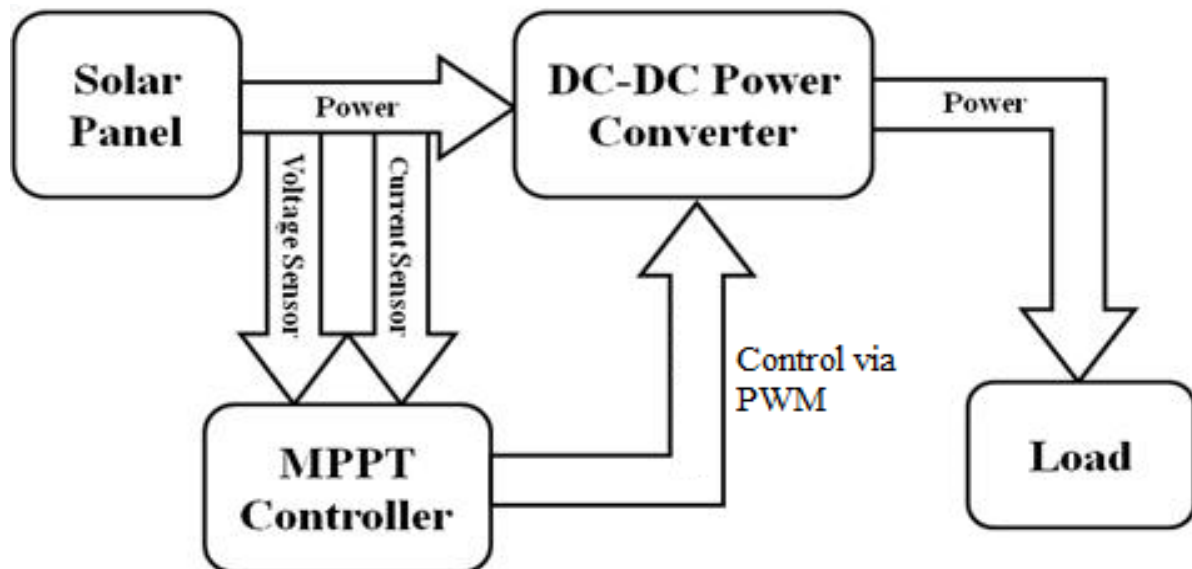 Solar
Panel
Power
DC-DC Power
Converter
Power
Voltage Sensor
Current Sensor
Control via
PWM
MPPT
Controller
Load